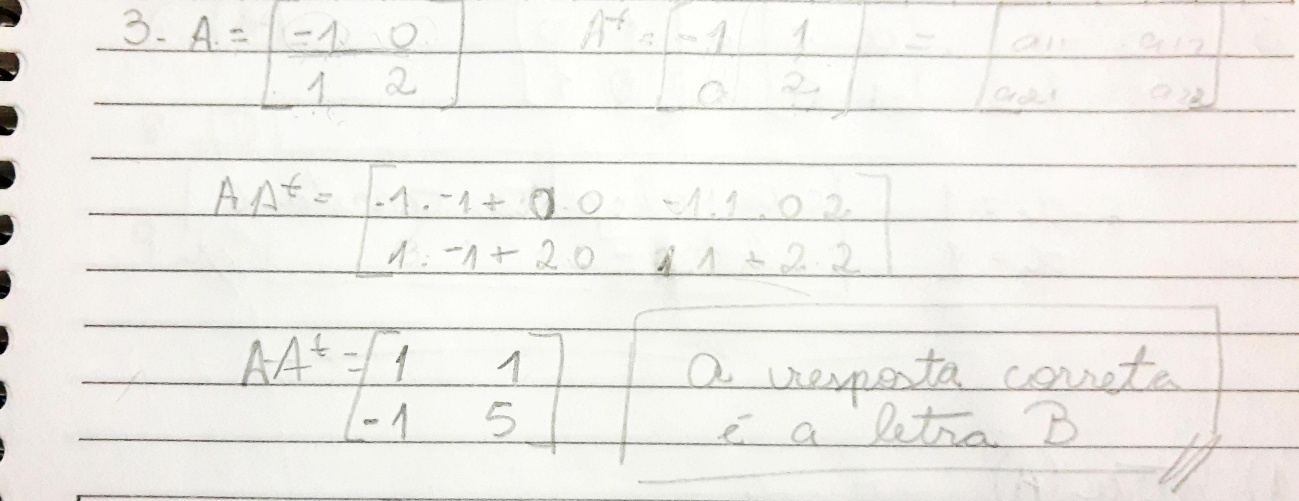 3- A = [-1 0 A^t = [-1 1 = [a11 a12
1 2] 0 2] a21 a22]
AA^t = [-1.-1+ 0.0 -1.1.0 2
1.-1+ 2 0 1 1 + 2.2]
AA^t = [1 1
-1 5]
a resposta correta
é a letra B